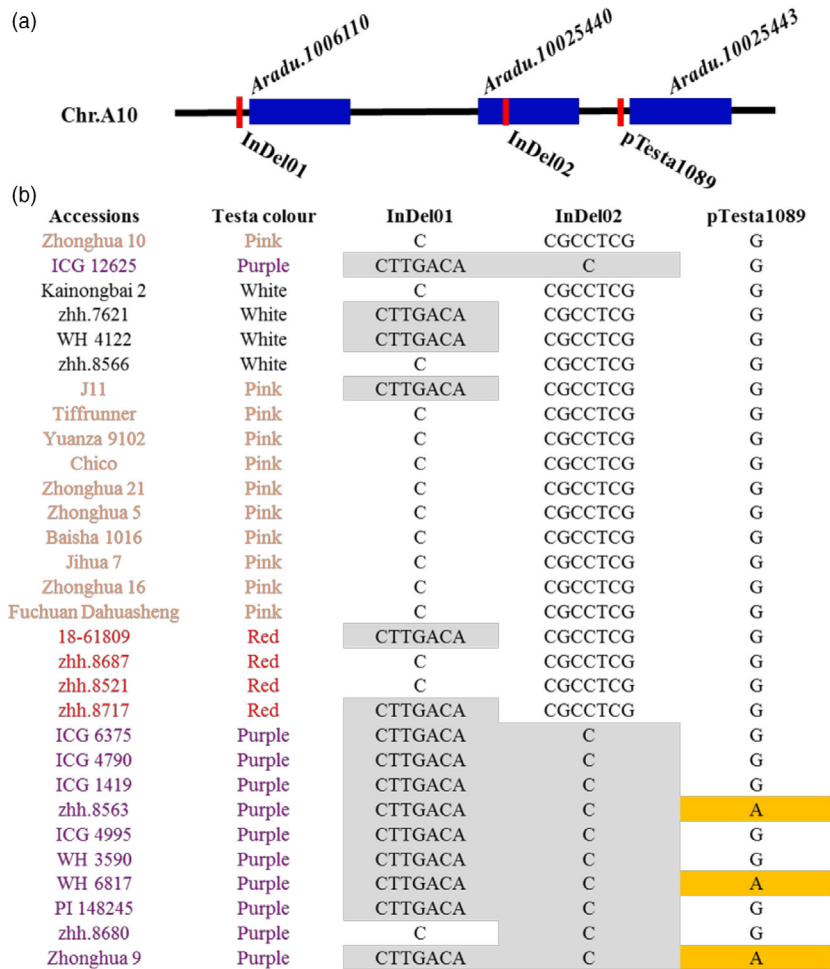 (a)
Aradu.1006110
Aradu.10025440
Aradu.10025443
Chr.A10
InDel01
InDel02
pTesta1089
(b)
Accessions Testa colour InDel01 InDel02 pTesta1089
Zhonghua 10 Pink C CGCCTCG G
ICG 12625 Purple CTTGACA C G
Kainongbai 2 White C CGCCTCG G
zhh.7621 White CTTGACA CGCCTCG G
WH 4122 White CTTGACA CGCCTCG G
zhh.8566 White C CGCCTCG G
J11 Pink CTTGACA CGCCTCG G
Tiffrunner Pink C CGCCTCG G
Yuanza 9102 Pink C CGCCTCG G
Chico Pink C CGCCTCG G
Zhonghua 21 Pink C CGCCTCG G
Zhonghua 5 Pink C CGCCTCG G
Baisha 1016 Pink C CGCCTCG G
Jihua 7 Pink C CGCCTCG G
Zhonghua 16 Pink C CGCCTCG G
Fuchuan Dahuasheng Pink C CGCCTCG G
18-61809 Red CTTGACA CGCCTCG G
zhh.8687 Red C CGCCTCG G
zhh.8521 Red C CGCCTCG G
zhh.8717 Red CTTGACA CGCCTCG G
ICG 6375 Purple CTTGACA C G
ICG 4790 Purple CTTGACA C G
ICG 1419 Purple CTTGACA C G
zhh.8563 Purple CTTGACA C A
ICG 4995 Purple CTTGACA C G
WH 3590 Purple CTTGACA C G
WH 6817 Purple CTTGACA C A
PI 148245 Purple CTTGACA C G
zhh.8680 Purple C C G
Zhonghua 9 Purple CTTGACA C A